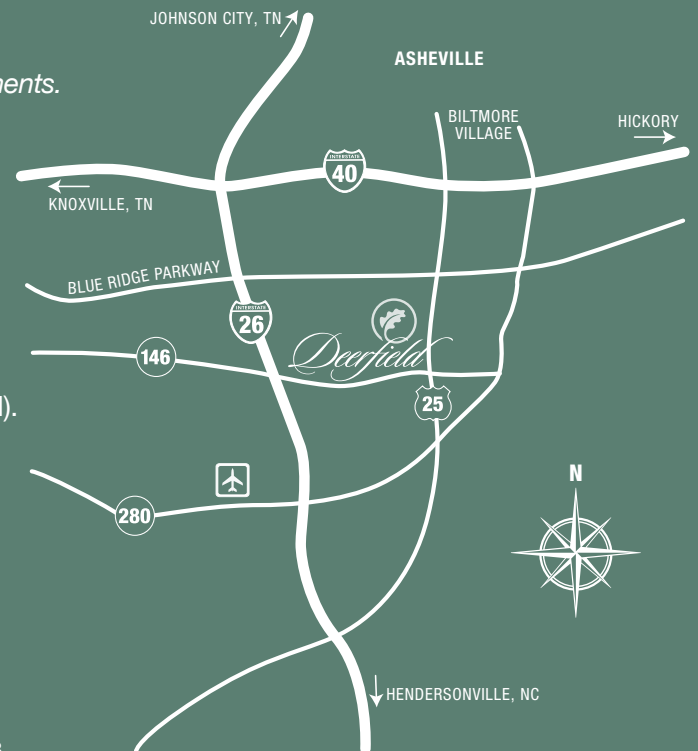 JOHNSON CITY, TN
ASHEVILLE
ents.
BILTMORE
VILLAGE
HICKORY
INTERSTATE
40
KNOXVILLE, TN
BLUE RIDGE PARKWAY
INTERSTATE
26
Deerfield
146
25
).
280
N
HENDERSONVILLE, NC